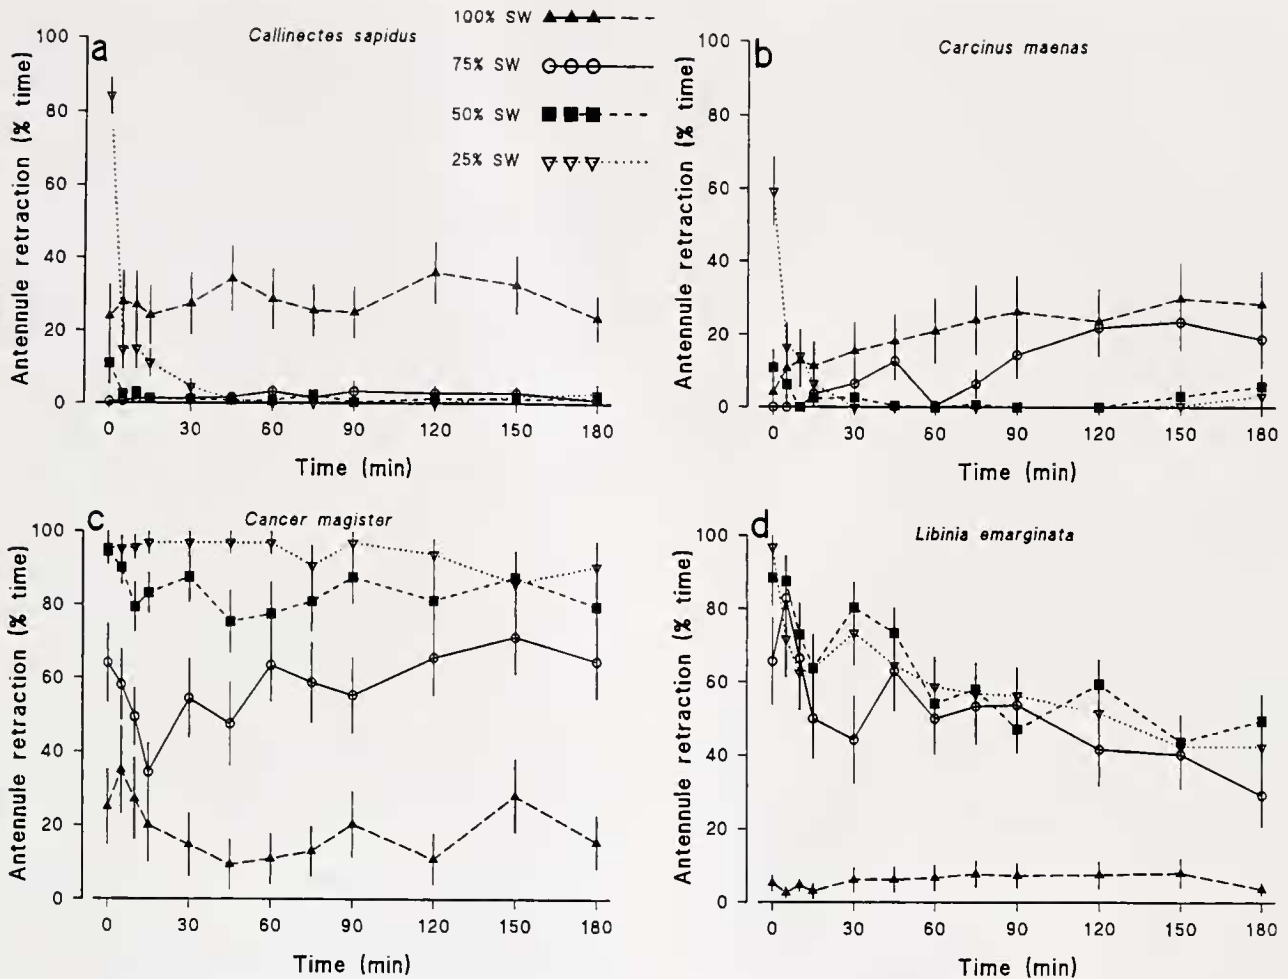 100% SW
75% SW
50% SW
25% SW
a
Callinectes sapidus
Antennule retraction (% time)
100
80
60
40
20
0
0 30 60 90 120 150 180
Time (min)
b
Carcinus maenas
Antennule retraction (% time)
100
80
60
40
20
0
0 30 60 90 120 150 180
Time (min)
c
Cancer magister
Antennule retraction (% time)
100
80
60
40
20
0
0 30 60 90 120 150 180
Time (min)
d
Libinia emarginata
Antennule retraction (% time)
100
80
60
40
20
0
0 30 60 90 120 150 180
Time (min)